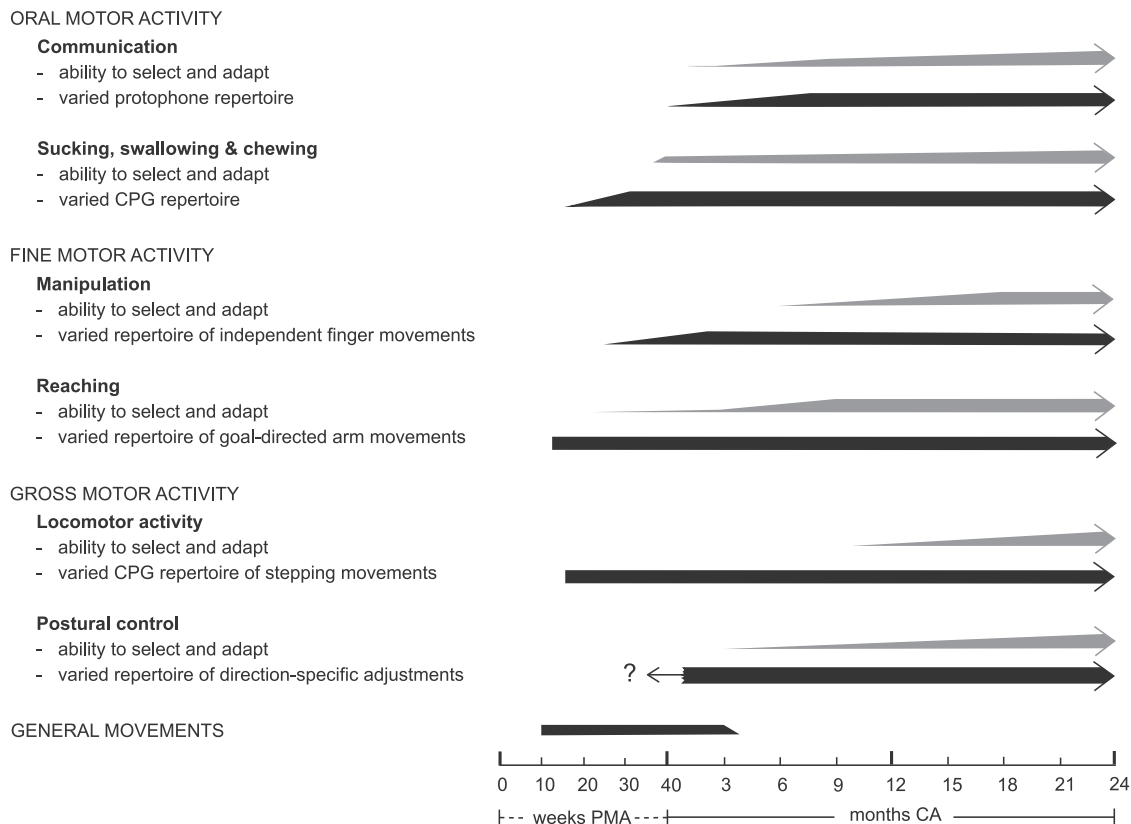 ORAL MOTOR ACTIVITY
Communication
- ability to select and adapt
- varied protophone repertoire
Sucking, swallowing & chewing
- ability to select and adapt
- varied CPG repertoire
FINE MOTOR ACTIVITY
Manipulation
- ability to select and adapt
- varied repertoire of independent finger movements
Reaching
- ability to select and adapt
- varied repertoire of goal-directed arm movements
GROSS MOTOR ACTIVITY
Locomotor activity
- ability to select and adapt
- varied CPG repertoire of stepping movements
Postural control
- ability to select and adapt
- varied repertoire of direction-specific adjustments ?
GENERAL MOVEMENTS
0 10 20 30 40 3 6 9 12 15 18 21 24
weeks PMA months CA